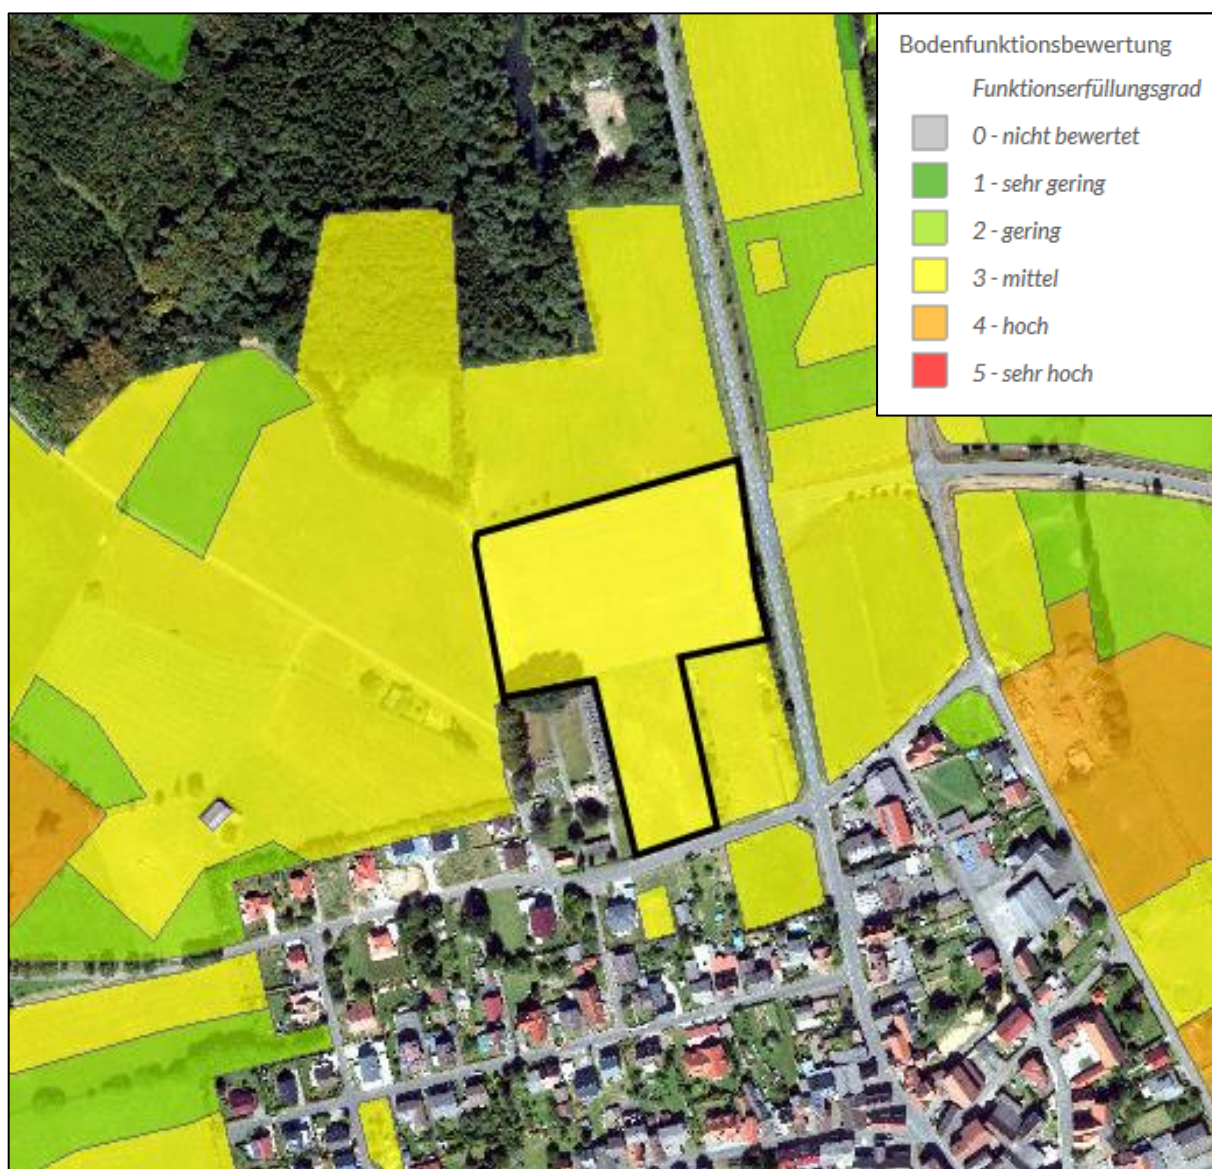 Bodenfunktionsbewertung
Funktionserfüllungsgrad
0 - nicht bewertet
1 - sehr gering
2 - gering
3 - mittel
4 - hoch
5 - sehr hoch